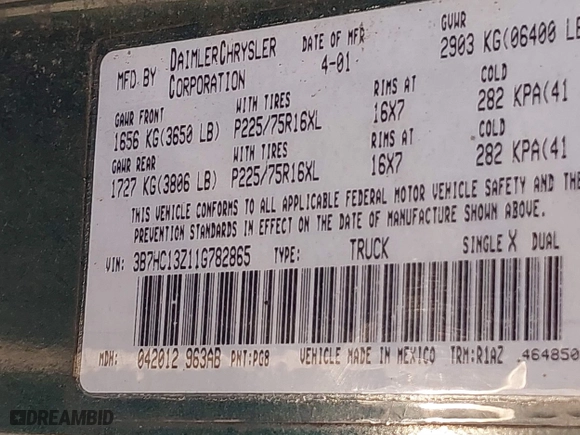 MFD BY DAIMLERCHRYSLER CORPORATION
DATE OF MFR 4-01
GVWR 2903 KG(06400 LB
GAWR FRONT WITH TIRES RIMS AT COLD
1656 KG(3650 LB) P225/75R16XL 16X7 282 KPA(41
GAWR REAR WITH TIRES RIMS AT COLD
1727 KG(3806 LB) P225/75R16XL 16X7 282 KPA(41
THIS VEHICLE CONFORMS TO ALL APPLICABLE FEDERAL MOTOR VEHICLE SAFETY AND THE
PREVENTION STANDARDS IN EFFECT ON THE DATE OF MANUFACTURE SHOWN ABOVE.
VIN: 3B7HC13Z11G782865 TYPE: TRUCK SINGLE X DUAL
MDH: 042012 963AB PNT:PG8 VEHICLE MADE IN MEXICO TRM:R1AZ 464850
DREAMBID